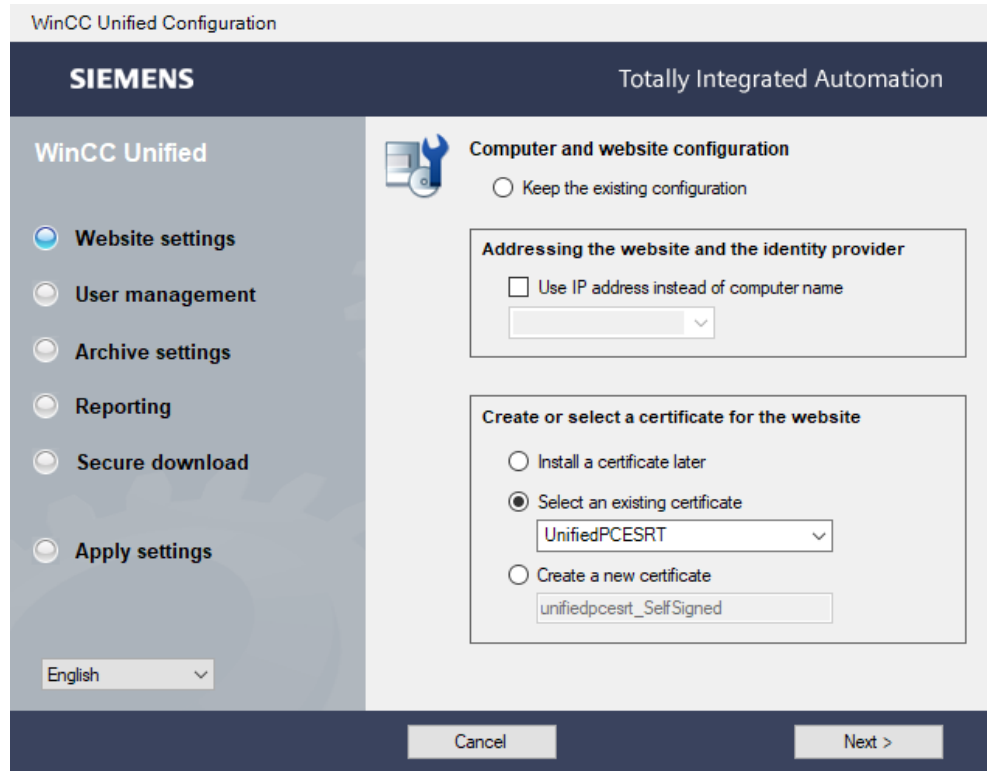 WinCC Unified Configuration
SIEMENS
Totally Integrated Automation
WinCC Unified
Website settings
User management
Archive settings
Reporting
Secure download
Apply settings
English
Computer and website configuration
Keep the existing configuration
Addressing the website and the identity provider
Use IP address instead of computer name
Create or select a certificate for the website
Install a certificate later
Select an existing certificate
UnifiedPCESRT
Create a new certificate
unifiedpcesrt_SelfSigned
Cancel
Next >